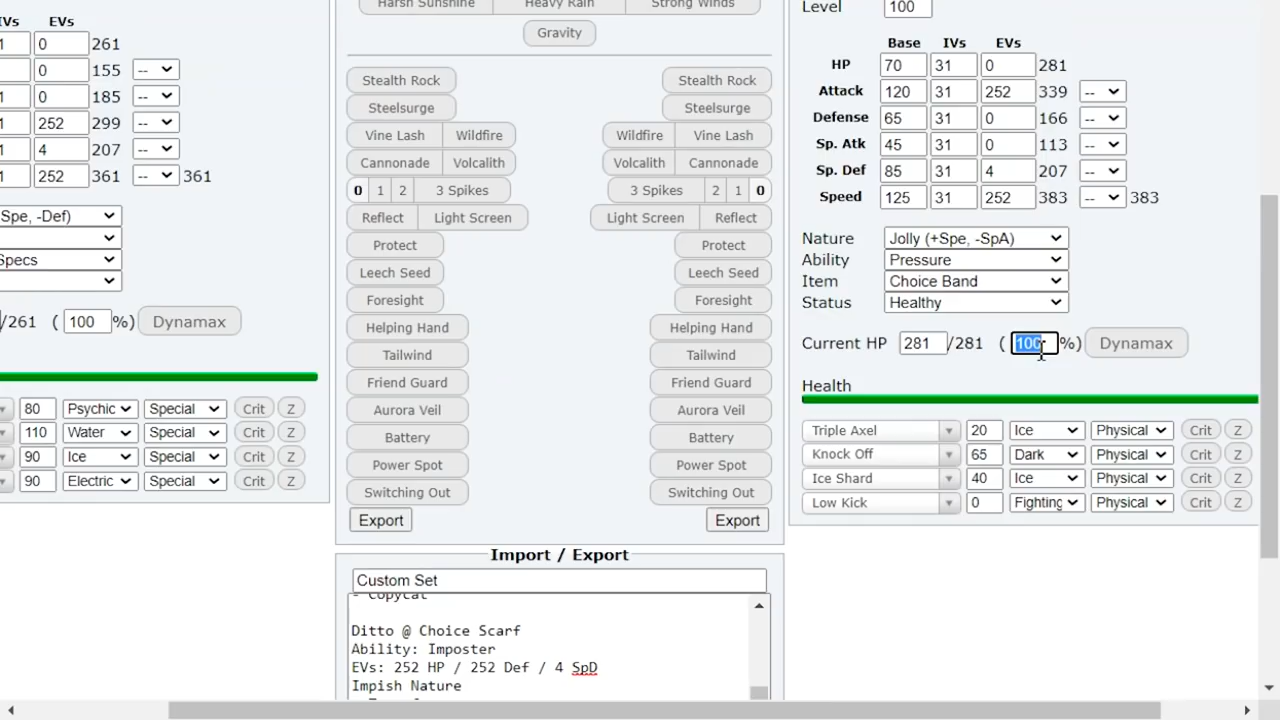 IVs EVs
1 0 261
0 155 --
1 0 185 --
1 252 299 --
1 4 207 --
1 252 361 -- 361
Spe, -Def)
Specs
/261 ( 100 %) Dynamax
80 Psychic Special Crit Z
110 Water Special Crit Z
90 Ice Special Crit Z
90 Electric Special Crit Z
Harsh Sunshine Heavy Rain Strong Winds
Gravity
Stealth Rock Stealth Rock
Steelsurge Steelsurge
Vine Lash Wildfire Wildfire Vine Lash
Cannonade Volcalith Volcalith Cannonade
0 1 2 3 Spikes 3 Spikes 2 1 0
Reflect Light Screen Light Screen Reflect
Protect Protect
Leech Seed Leech Seed
Foresight Foresight
Helping Hand Helping Hand
Tailwind Tailwind
Friend Guard Friend Guard
Aurora Veil Aurora Veil
Battery Battery
Power Spot Power Spot
Switching Out Switching Out
Export Export
Import / Export
Custom Set
- Copycat
Ditto @ Choice Scarf
Ability: Imposter
EVs: 252 HP / 252 Def / 4 SpD
Impish Nature
Level 100
Base IVs EVs
HP 70 31 0 281
Attack 120 31 252 339 --
Defense 65 31 0 166 --
Sp. Atk 45 31 0 113 --
Sp. Def 85 31 4 207 --
Speed 125 31 252 383 -- 383
Nature Jolly (+Spe, -SpA)
Ability Pressure
Item Choice Band
Status Healthy
Current HP 281 /281 ( 100 %) Dynamax
Health
Triple Axel 20 Ice Physical Crit Z
Knock Off 65 Dark Physical Crit Z
Ice Shard 40 Ice Physical Crit Z
Low Kick 0 Fighting Physical Crit Z